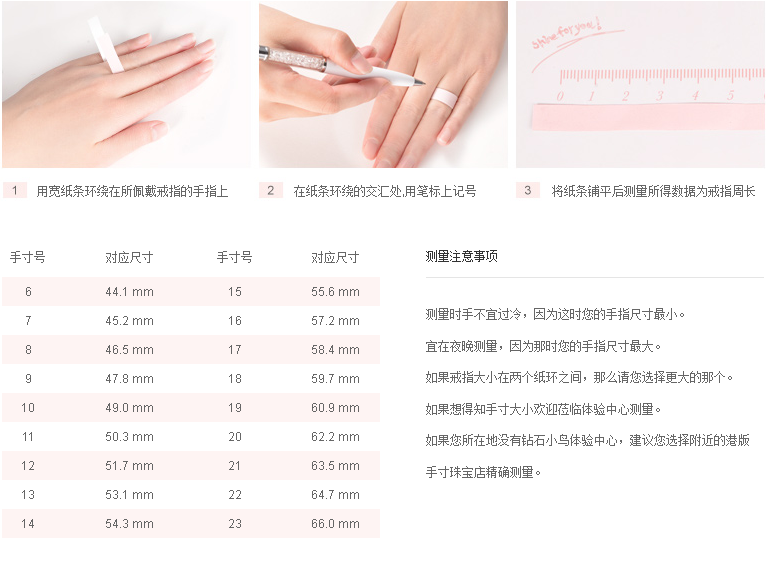 Shine for you!
0 1 2 3 4 5
1 用宽纸条环绕在所佩戴戒指的手指上
2 在纸条环绕的交汇处,用笔标上记号
3 将纸条铺平后测量所得数据为戒指周长
手寸号 对应尺寸 手寸号 对应尺寸
6 44.1 mm 15 55.6 mm
7 45.2 mm 16 57.2 mm
8 46.5 mm 17 58.4 mm
9 47.8 mm 18 59.7 mm
10 49.0 mm 19 60.9 mm
11 50.3 mm 20 62.2 mm
12 51.7 mm 21 63.5 mm
13 53.1 mm 22 64.7 mm
14 54.3 mm 23 66.0 mm
测量注意事项
测量时手不宜过冷，因为这时您的手指尺寸最小。
宜在夜晚测量，因为那时您的手指尺寸最大。
如果戒指大小在两个纸环之间，那么请您选择更大的那个。
如果想得知手寸大小欢迎莅临体验中心测量。
如果您所在地没有钻石小鸟体验中心，建议您选择附近的港版
手寸珠宝店精确测量。